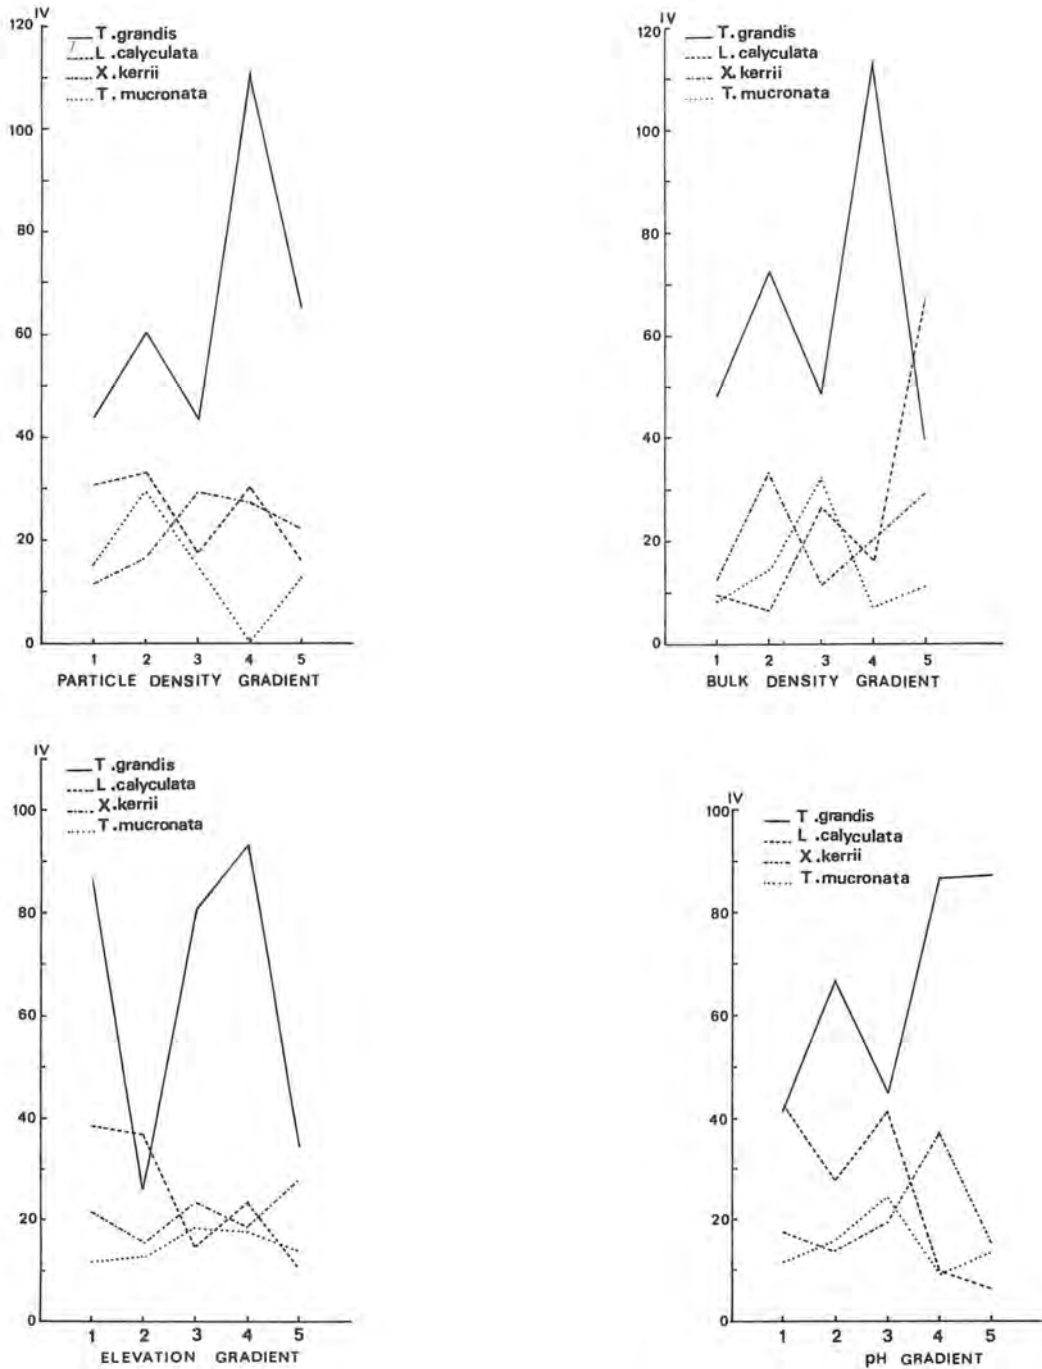 IV
120
T.grandis
L.calyculata
X.kerrii
T.mucronata
100
80
60
40
20
0
1 2 3 4 5
PARTICLE DENSITY GRADIENT
IV
120
T.grandis
L.calyculata
X.kerrii
T.mucronata
100
80
60
40
20
0
1 2 3 4 5
BULK DENSITY GRADIENT
IV
T.grandis
L.calyculata
X.kerrii
T.mucronata
100
80
60
40
20
0
1 2 3 4 5
ELEVATION GRADIENT
IV
100
T.grandis
L.calyculata
X.kerrii
T.mucronata
80
60
40
20
0
1 2 3 4 5
pH GRADIENT